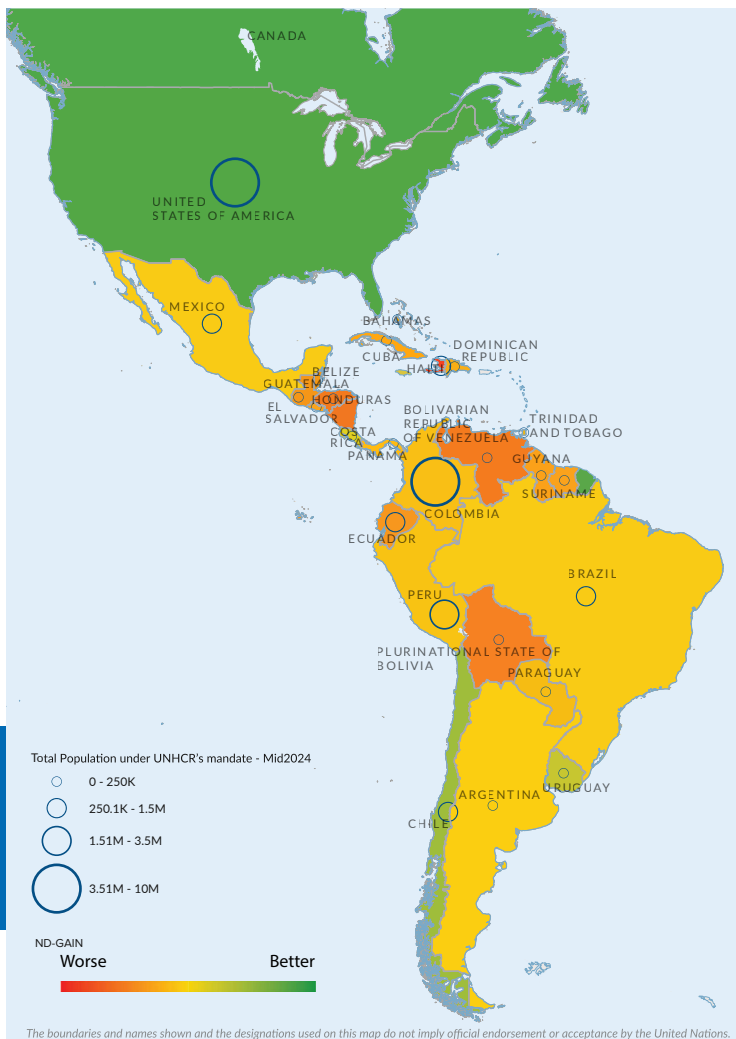 CANADA
UNITED
STATES OF AMERICA
MEXICO
BAHAMAS
CUBA
DOMINICAN
REPUBLIC
HAITI
BELIZE
GUATEMALA
HONDURAS
EL
SALVADOR
COSTA
RICA
PANAMA
BOLIVARIAN
REPUBLIC
OF VENEZUELA
TRINIDAD
AND TOBAGO
GUYANA
SURINAME
COLOMBIA
ECUADOR
BRAZIL
PERU
PLURINATIONAL STATE OF
BOLIVIA
PARAGUAY
URUGUAY
ARGENTINA
CHILE
Total Population under UNHCR's mandate - Mid2024
0 - 250K
250.1K - 1.5M
1.51M - 3.5M
3.51M - 10M
ND-GAIN
Worse Better
The boundaries and names shown and the designations used on this map do not imply official endorsement or acceptance by the United Nations.